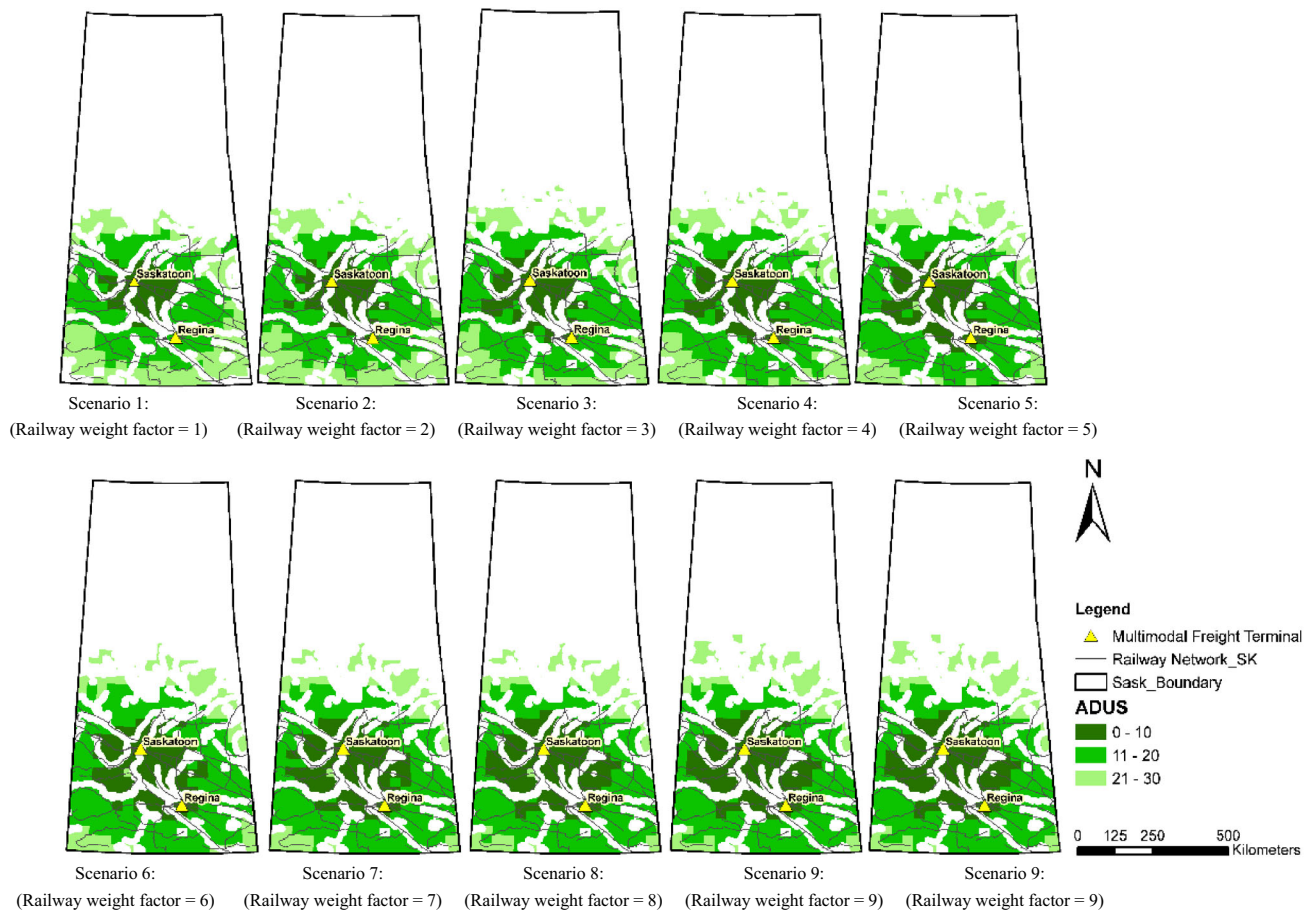 Saskatoon
Regina
Saskatoon
Regina
Saskatoon
Regina
Saskatoon
Regina
Saskatoon
Regina
Scenario 1:
(Railway weight factor = 1)
Scenario 2:
(Railway weight factor = 2)
Scenario 3:
(Railway weight factor = 3)
Scenario 4:
(Railway weight factor = 4)
Scenario 5:
(Railway weight factor = 5)
Saskatoon
Regina
Saskatoon
Regina
Saskatoon
Regina
Saskatoon
Regina
Saskatoon
Regina
Scenario 6:
(Railway weight factor = 6)
Scenario 7:
(Railway weight factor = 7)
Scenario 8:
(Railway weight factor = 8)
Scenario 9:
(Railway weight factor = 9)
Scenario 9:
(Railway weight factor = 9)
N
Legend
Multimodal Freight Terminal
Railway Network_SK
Sask_Boundary
ADUS
0 - 10
11 - 20
21 - 30
0 125 250 500
Kilometers